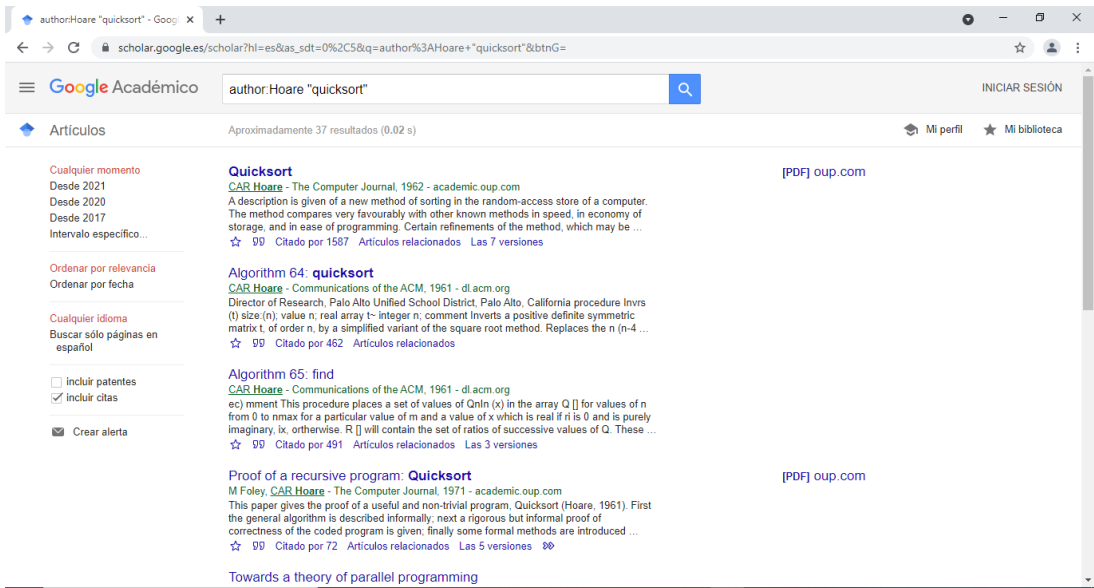 author:Hoare "quicksort" - Googl
scholar.google.es/scholar?hl=es&as_sdt=0%2C5&q=author%3AHoare+"quicksort"&btnG=
Google Académico
author:Hoare "quicksort"
INICIAR SESIÓN
Artículos
Aproximadamente 37 resultados (0.02 s)
Mi perfil
Mi biblioteca
Cualquier momento
Desde 2021
Desde 2020
Desde 2017
Intervalo específico...
Ordenar por relevancia
Ordenar por fecha
Cualquier idioma
Buscar sólo páginas en
español
incluir patentes
incluir citas
Crear alerta
Quicksort
[PDF] oup.com
CAR Hoare - The Computer Journal, 1962 - academic.oup.com
A description is given of a new method of sorting in the random-access store of a computer.
The method compares very favourably with other known methods in speed, in economy of
storage, and in ease of programming. Certain refinements of the method, which may be ...
Citado por 1587 Artículos relacionados Las 7 versiones
Algorithm 64: quicksort
CAR Hoare - Communications of the ACM, 1961 - dl.acm.org
Director of Research, Palo Alto Unified School District, Palo Alto, California procedure Invrs
(t) size:(n); value n; real array t~ integer n; comment Inverts a positive definite symmetric
matrix t, of order n, by a simplified variant of the square root method. Replaces the n (n-4 ...
Citado por 462 Artículos relacionados
Algorithm 65: find
CAR Hoare - Communications of the ACM, 1961 - dl.acm.org
ec) mment This procedure places a set of values of Qnln (x) in the array Q [] for values of n
from 0 to nmax for a particular value of m and a value of x which is real if ri is 0 and is purely
imaginary, ix, ortherwise. R [] will contain the set of ratios of successive values of Q. These ...
Citado por 491 Artículos relacionados Las 3 versiones
Proof of a recursive program: Quicksort
[PDF] oup.com
M Foley, CAR Hoare - The Computer Journal, 1971 - academic.oup.com
This paper gives the proof of a useful and non-trivial program, Quicksort (Hoare, 1961). First
the general algorithm is described informally; next a rigorous but informal proof of
correctness of the coded program is given; finally some formal methods are introduced ...
Citado por 72 Artículos relacionados Las 5 versiones
Towards a theory of parallel programming